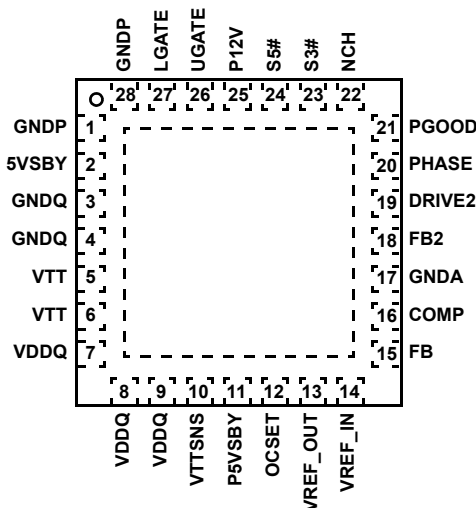 GNDP
LGATE
UGATE
P12V
S5#
S3#
NCH
28
27
26
25
24
23
22
GNDP 1
5VSBY 2
GNDQ 3
GNDQ 4
VTT 5
VTT 6
VDDQ 7
21 PGOOD
20 PHASE
19 DRIVE2
18 FB2
17 GNDA
16 COMP
15 FB
8
9
10
11
12
13
14
VDDQ
VDDQ
VTTSNS
P5VSBY
OCSET
VREF_OUT
VREF_IN